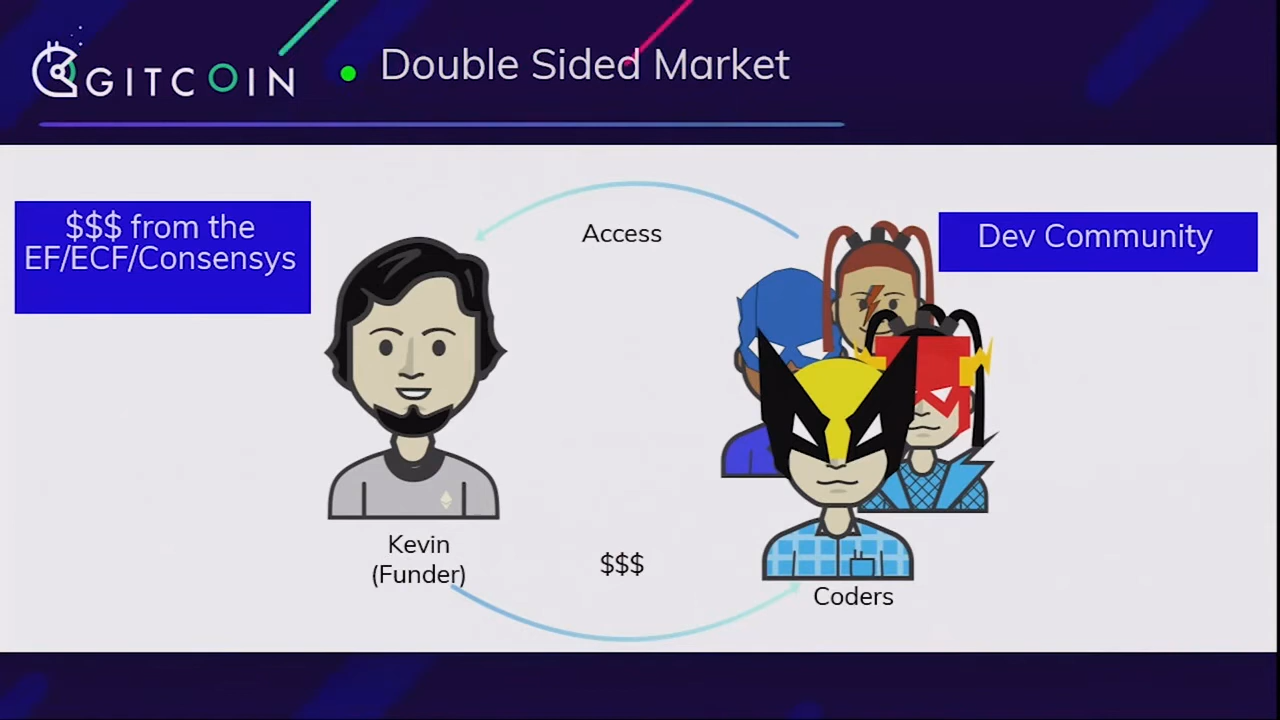 GITCOIN
Double Sided Market
$$$ from the
EF/ECF/Consensys
Access
Dev Community
Kevin
(Funder)
$$$
Coders